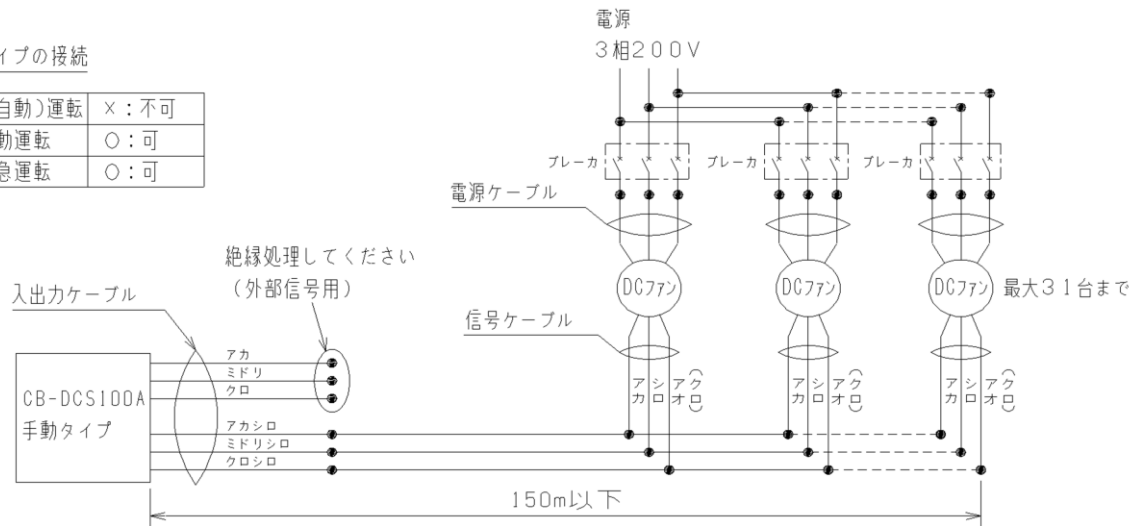 電源
3相200V
イプの接続
自動)運転 ×:不可
動運転 ○:可
急運転 ○:可
ブレーカ ブレーカ ブレーカ
電源ケーブル
絶縁処理してください
(外部信号用)
入出力ケーブル
DCファン DCファン DCファン 最大31台まで
信号ケーブル
アカ
ミドリ
クロ
CB-DCS100A
手動タイプ
アカ シロ アオ (クロ) アカ シロ アオ (クロ) アカ シロ アオ (クロ)
アカシロ
ミドリシロ
クロシロ
150m以下